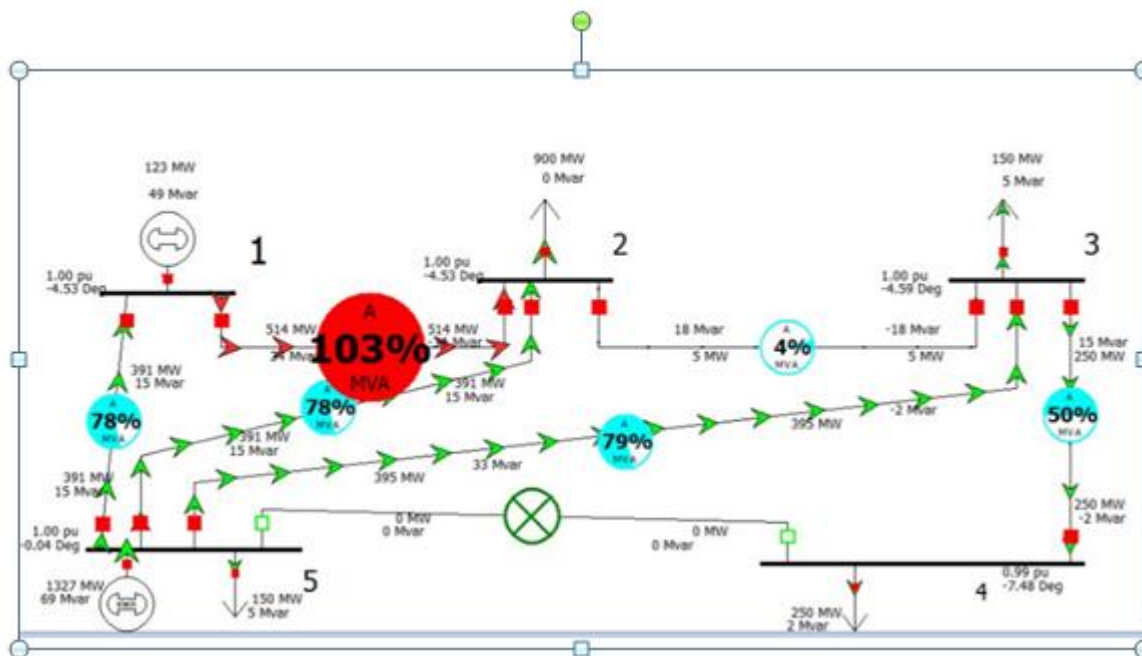 123 MW
49 Mvar
1
1.00 pu
-4.53 Deg
900 MW
0 Mvar
2
1.00 pu
-4.53 Deg
150 MW
5 Mvar
3
1.00 pu
-4.59 Deg
514 MW
A
103%
MVA
514 MW
18 Mvar
5 MW
A
4%
MVA
-18 Mvar
5 MW
15 Mvar
250 MW
391 MW
15 Mvar
A
78%
MVA
A
78%
391 MW
15 Mvar
391 MW
15 Mvar
A
79%
MVA
395 MW
-2 Mvar
A
50%
MVA
391 MW
15 Mvar
395 MW
33 Mvar
250 MW
-2 Mvar
1.00 pu
-0.04 Deg
0 MW
0 Mvar
0 MW
0 Mvar
5
1327 MW
69 Mvar
150 MW
5 Mvar
0.99 pu
-7.48 Deg
4
250 MW
2 Mvar